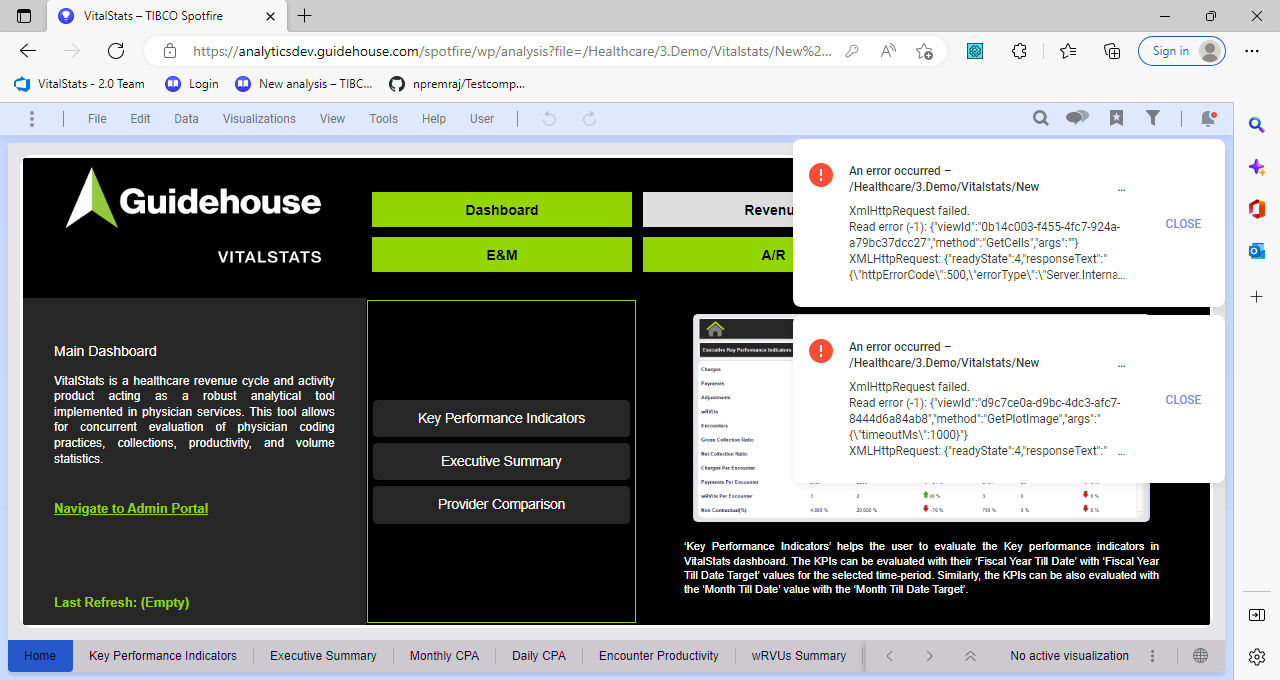 VitalStats – TIBCO Spotfire
https://analyticsdev.guidehouse.com/spotfire/wp/analysis?file=/Healthcare/3.Demo/Vitalstats/New%2...
Sign in
VitalStats - 2.0 Team
Login
New analysis – TIBC...
npremraj/Testcomp...
File Edit Data Visualizations View Tools Help User
Guidehouse
VITALSTATS
Dashboard
Revenu
E&M
A/R
An error occurred –
/Healthcare/3.Demo/Vitalstats/New ...
XmlHttpRequest failed.
Read error (-1): {"viewId":"0b14c003-f455-4fc7-924a-
a79bc37dcc27","method":"GetCells","args":""}
XMLHttpRequest: {"readyState":4,"responseText":"
{\"httpErrorCode\":500,\"errorType\":\"Server.Interna...
CLOSE
An error occurred –
/Healthcare/3.Demo/Vitalstats/New ...
XmlHttpRequest failed.
Read error (-1): {"viewId":"d9c7ce0a-d9bc-4dc3-afc7-
8444d6a84ab8","method":"GetPlotImage","args":"
{\"timeoutMs\":1000}"}
XMLHttpRequest: {"readyState":4,"responseText":" ...
CLOSE
Main Dashboard
VitalStats is a healthcare revenue cycle and activity
product acting as a robust analytical tool
implemented in physician services. This tool allows
for concurrent evaluation of physician coding
practices, collections, productivity, and volume
statistics.
Navigate to Admin Portal
Last Refresh: (Empty)
Key Performance Indicators
Executive Summary
Provider Comparison
Executive Key Performance Indicators
Charges
Payments
Adjustments
wRVUs
Encounters
Gross Collection Ratio
Net Collection Ratio
Charges Per Encounter
Payments Per Encounter
wRVUs Per Encounter 3 2
Non Contractual(%)
‘Key Performance Indicators’ helps the user to evaluate the Key performance indicators in
VitalStats dashboard. The KPIs can be evaluated with their ‘Fiscal Year Till Date’ with ‘Fiscal Year
Till Date Target’ values for the selected time-period. Similarly, the KPIs can be also evaluated with
the ‘Month Till Date’ value with the ‘Month Till Date Target’.
Home Key Performance Indicators Executive Summary Monthly CPA Daily CPA Encounter Productivity wRVUs Summary
No active visualization